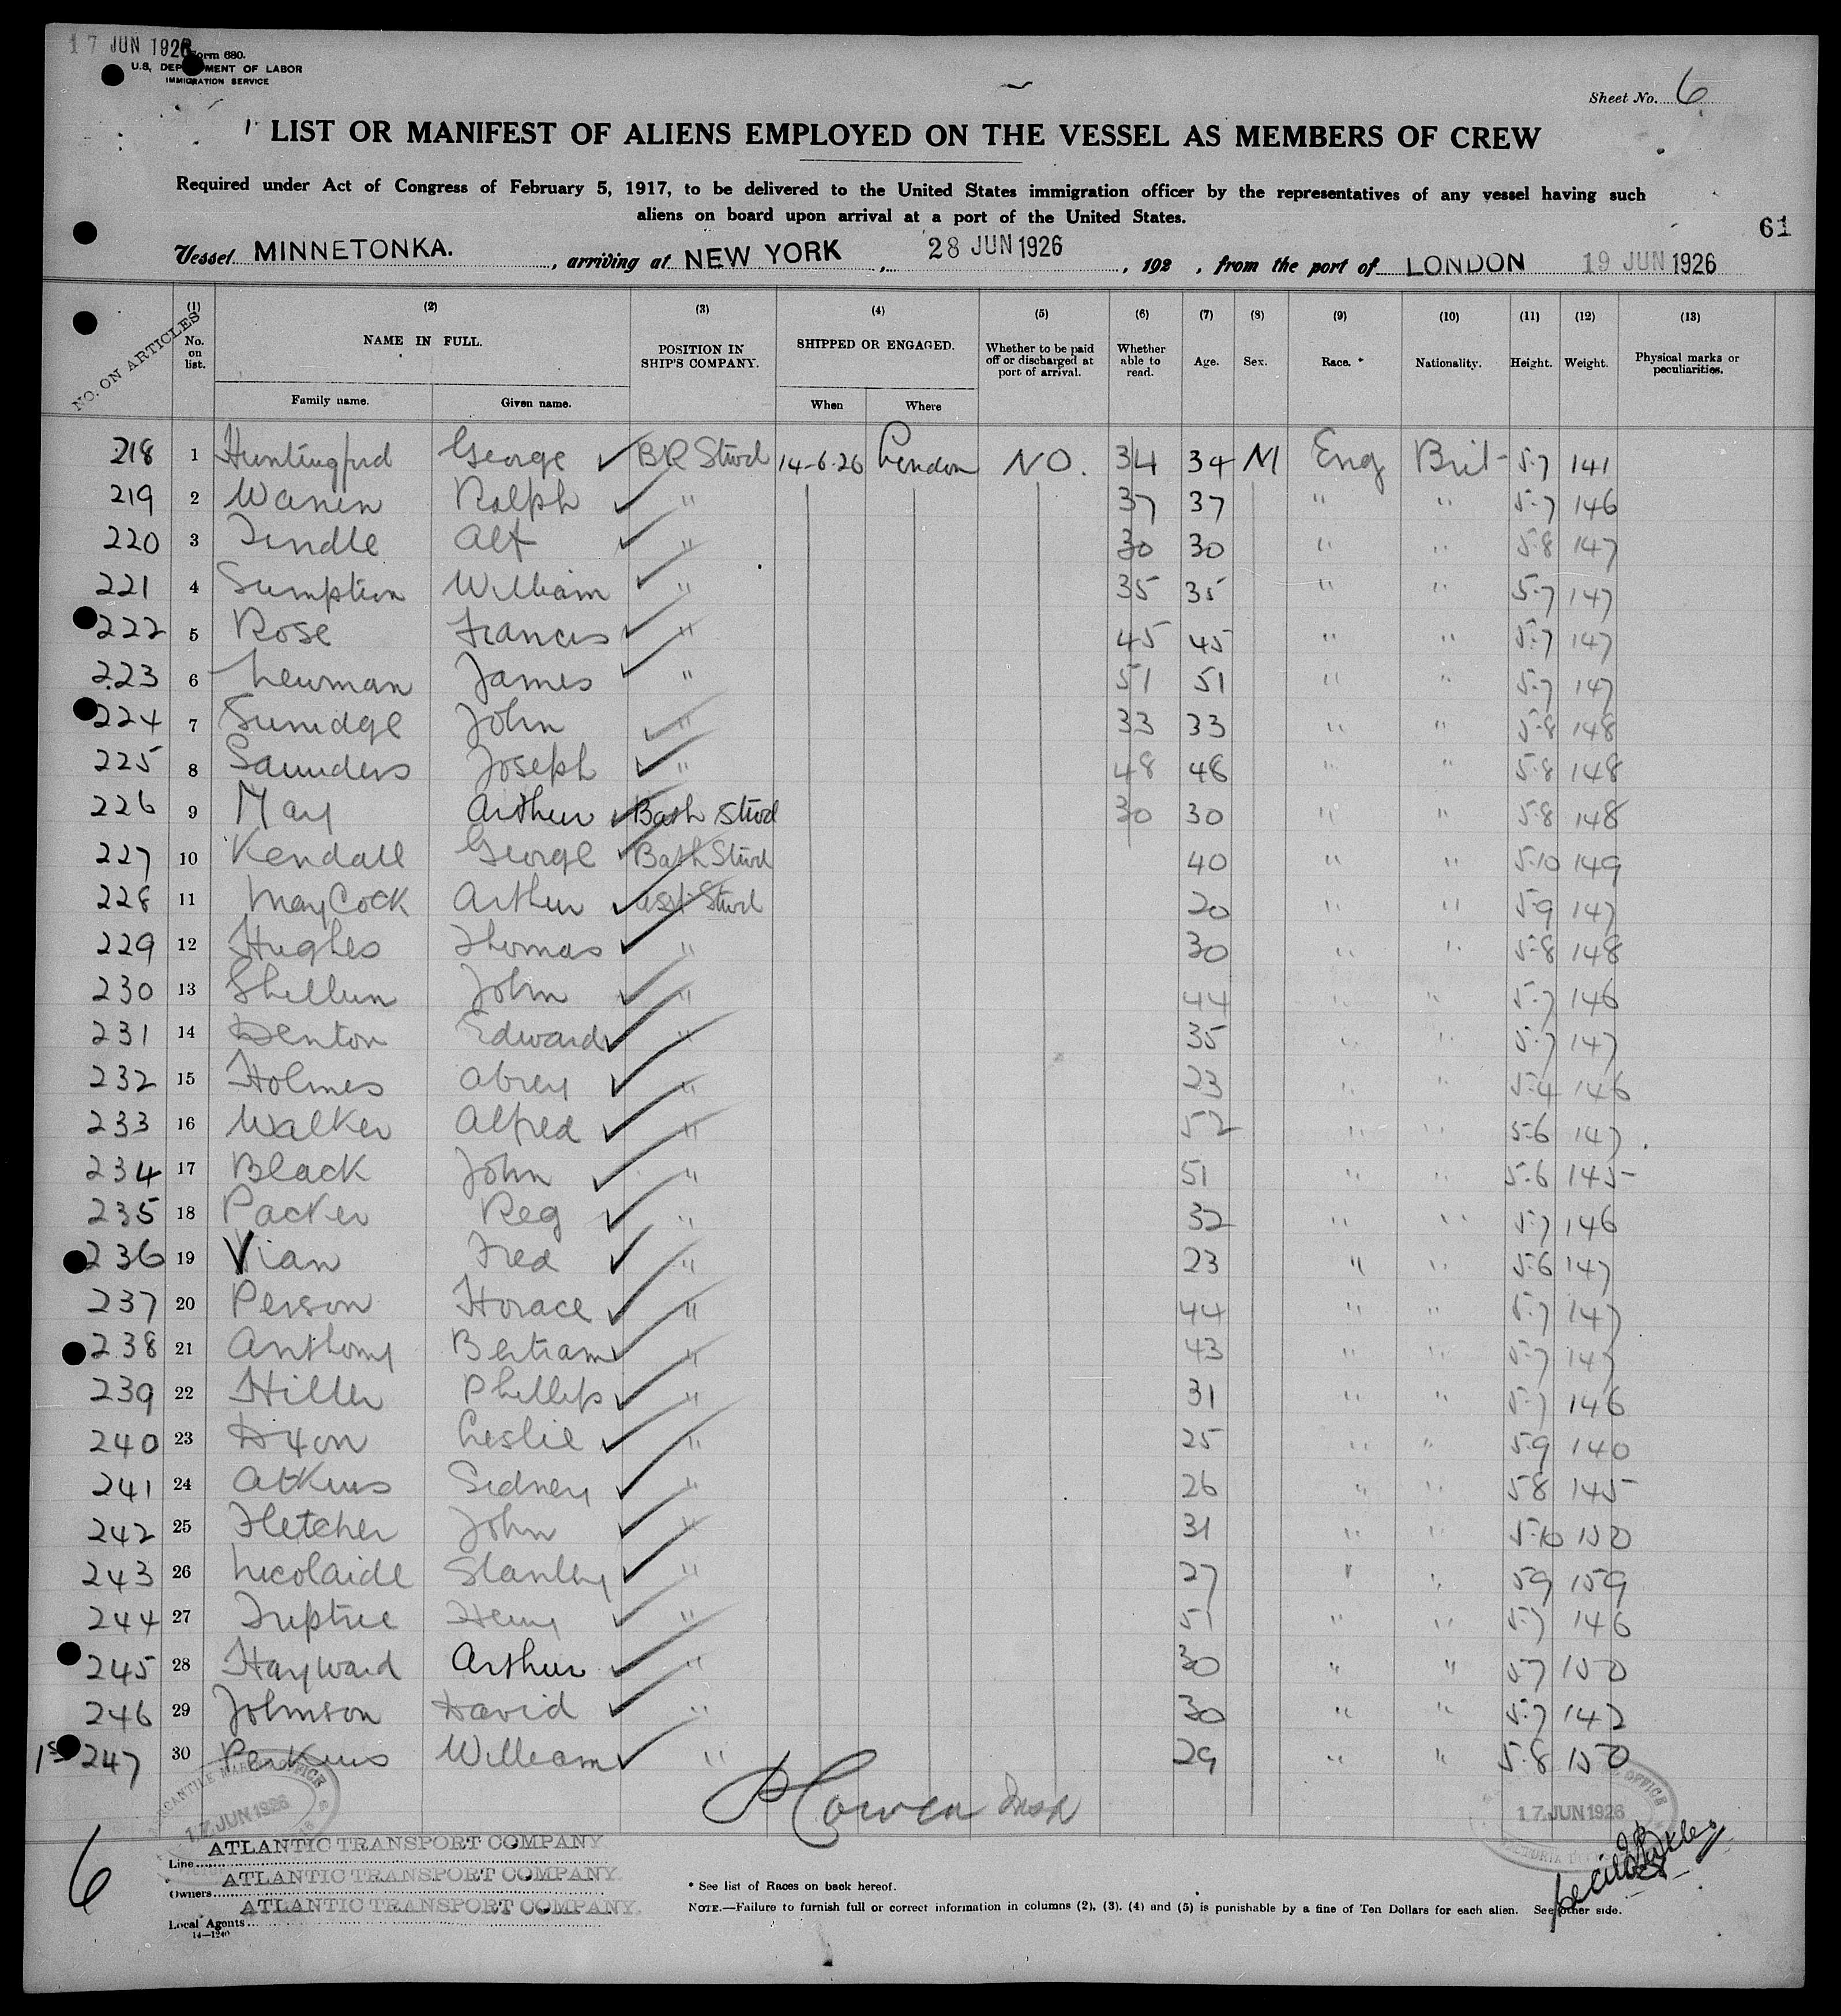 17 JUN 1926
Form 680.
U.S. DEPARTMENT OF LABOR
IMMIGRATION SERVICE
Sheet No. 6
LIST OR MANIFEST OF ALIENS EMPLOYED ON THE VESSEL AS MEMBERS OF CREW
Required under Act of Congress of February 5, 1917, to be delivered to the United States immigration officer by the representatives of any vessel having such
aliens on board upon arrival at a port of the United States.
61
Vessel MINNETONKA. , arriving at NEW YORK , 28 JUN 1926 , 192 , from the port of LONDON 19 JUN 1926
NO. ON ARTICLES (1) No. on list. (2) NAME IN FULL. Family name. Given name. (3) POSITION IN SHIP'S COMPANY. (4) SHIPPED OR ENGAGED. When Where (5) Whether to be paid off or discharged at port of arrival. (6) Whether able to read. (7) Age. (8) Sex. (9) Race. * (10) Nationality. (11) Height. (12) Weight. (13) Physical marks or peculiarities.
218 1 Huntingford George ✓ BR Stwd 14-6-26 London NO. 34 34 M Eng Brit 5-7 141
219 2 Warren Ralph ✓ " 37 37 " " 5-7 146
220 3 Tindle Alf ✓ " 30 30 " " 5-8 147
221 4 Sumption William ✓ " 35 35 " " 5-7 147
222 5 Rose Francis ✓ " 45 45 " " 5-7 147
223 6 Newman James ✓ " 51 51 " " 5-7 147
224 7 Surridge John ✓ " 33 33 " " 5-8 148
225 8 Saunders Joseph ✓ " 48 48 " " 5-8 148
226 9 May Arthur ✓ Bath Stwd 30 30 " " 5-8 148
227 10 Kendall George ✓ Bath Stwd 40 " " 5-10 149
228 11 MayCock Arthur ✓ Asst Stwd 20 " " 5-9 147
229 12 Hughes Thomas ✓ " 30 " " 5-8 148
230 13 John ✓ " 44 " " 5-7 146
231 14 Denton Edward ✓ " 35 " " 5-7 147
232 15 Holmes Abrey ✓ " 23 " " 5-4 146
233 16 Walker Alfred ✓ " 52 " " 5-6 147
234 17 Black John ✓ " 51 " " 5-6 145
235 18 Packer Reg ✓ " 32 " " 5-7 146
236 19 Vian Fred ✓ " 23 " " 5-6 147
237 20 Person Horace ✓ " 44 " " 5-7 147
238 21 Anthony Bertram ✓ " 43 " " 5-7 147
239 22 Hiller Phillip ✓ " 31 " " 5-7 146
240 23 Dixon Leslie ✓ " 25 " " 5-9 140
241 24 Atkins Sidney ✓ " 26 " " 5-8 145
242 25 Fletcher John ✓ " 31 " " 5-10 150
243 26 Nicolaide Stanley ✓ " 27 " " 5-9 159
244 27 Henry ✓ " 51 " " 5-7 146
245 28 Hayward Arthur ✓ " 30 " " 5-7 150
246 29 Johnson David ✓ " 30 " " 5-7 142
1st 247 30 Perkins William ✓ " 29 " " 5-8 150
17 JUN 1926
17 JUN 1926
6
Line ATLANTIC TRANSPORT COMPANY
Owners ATLANTIC TRANSPORT COMPANY.
Local Agents ATLANTIC TRANSPORT COMPANY.
14—1240
* See list of Races on back hereof.
NOTE.—Failure to furnish full or correct information in columns (2), (3), (4) and (5) is punishable by a fine of Ten Dollars for each alien. See other side.